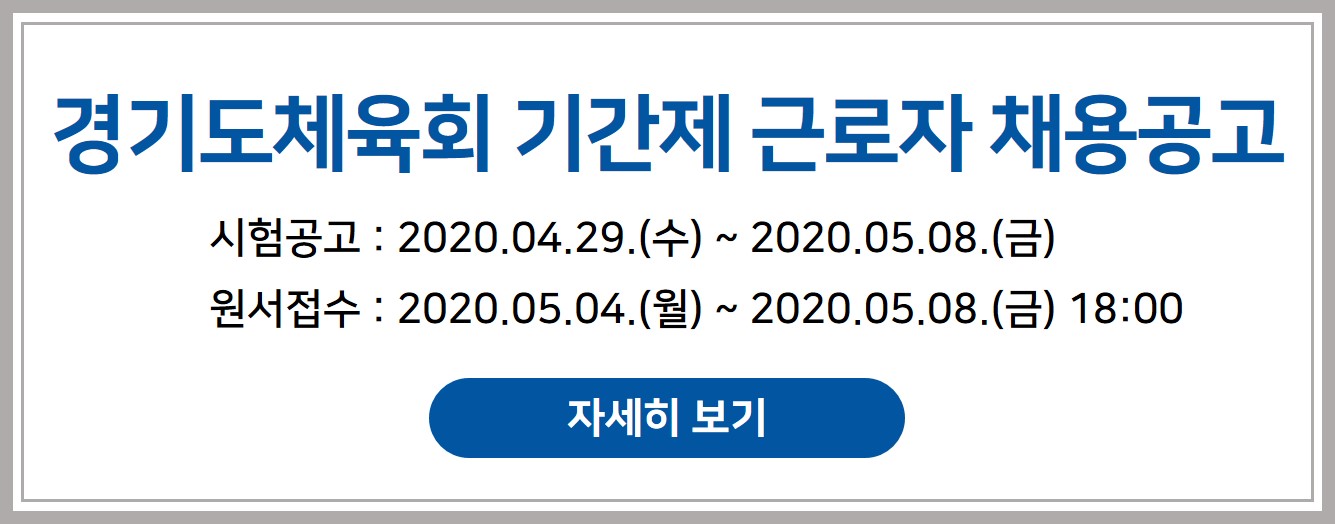 경기도체육회 기간제 근로자 채용공고
시험공고 : 2020.04.29.(수) ~ 2020.05.08.(금)
원서접수 : 2020.05.04.(월) ~ 2020.05.08.(금) 18:00
자세히 보기